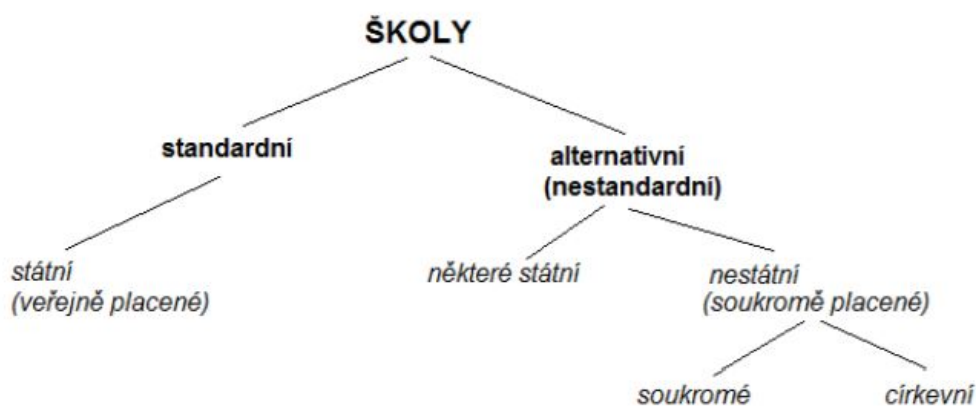 ŠKOLY
standardní
alternativní
(nestandardní)
státní
(veřejně placené)
některé státní
nestátní
(soukromě placené)
soukromé
církevní